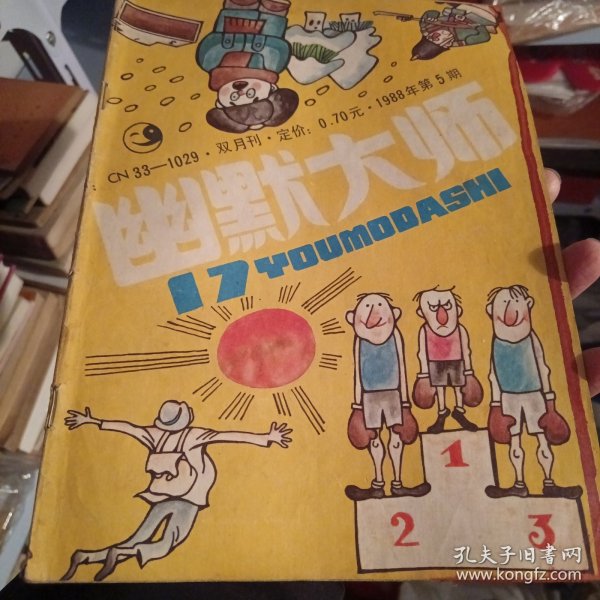 CN 33—1029·双月刊·定价：0.70元·1988年第5期
幽默大师
17 YOUMODASHI
1
2
3
孔夫子旧书网
www.kongfz.com